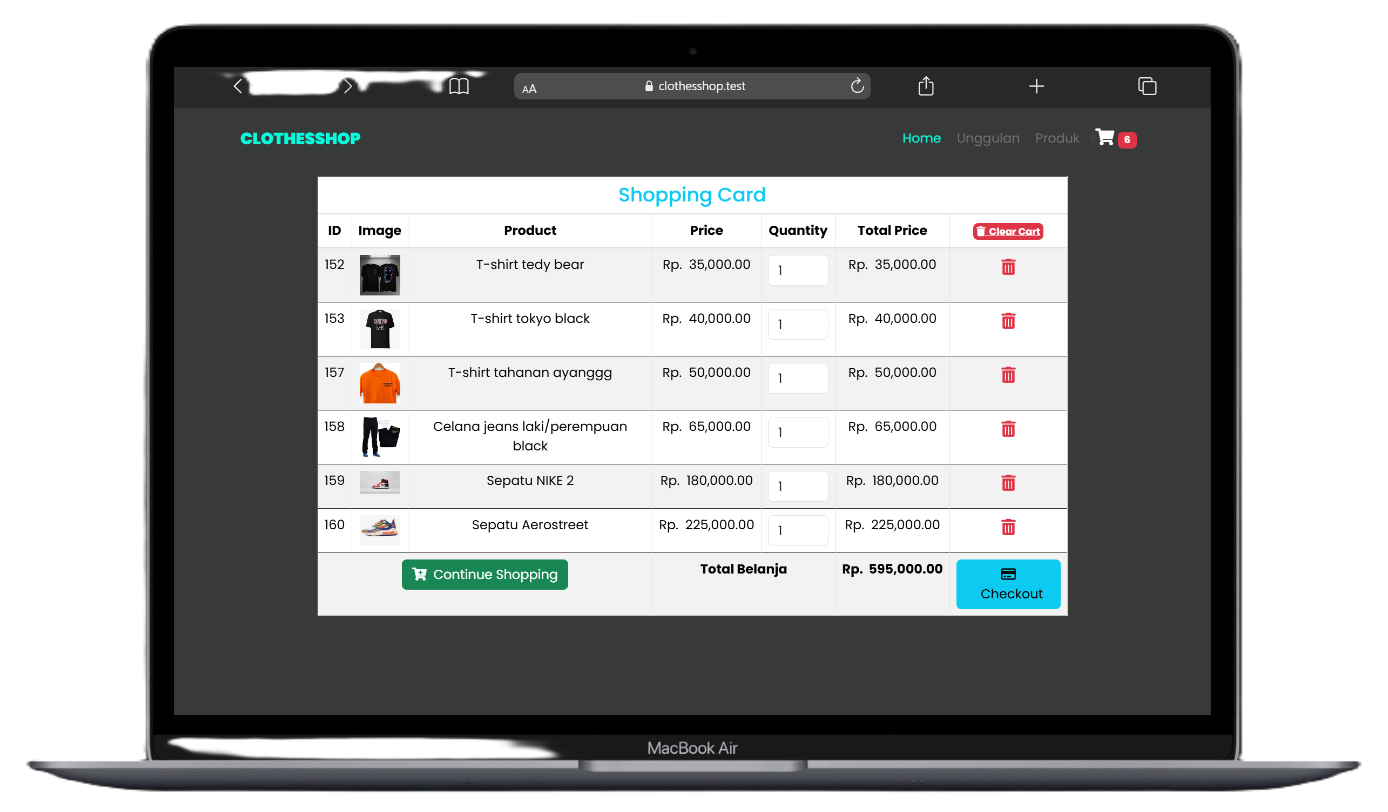 AA clothesshop.test
CLOTHESSHOP Home Unggulan Produk 6
Shopping Card
ID Image Product Price Quantity Total Price Clear Cart
152 T-shirt tedy bear Rp. 35,000.00 1 Rp. 35,000.00
153 T-shirt tokyo black Rp. 40,000.00 1 Rp. 40,000.00
157 T-shirt tahanan ayanggg Rp. 50,000.00 1 Rp. 50,000.00
158 Celana jeans laki/perempuan Rp. 65,000.00 1 Rp. 65,000.00
black
159 Sepatu NIKE 2 Rp. 180,000.00 1 Rp. 180,000.00
160 Sepatu Aerostreet Rp. 225,000.00 1 Rp. 225,000.00
Continue Shopping Total Belanja Rp. 595,000.00
Checkout
MacBook Air